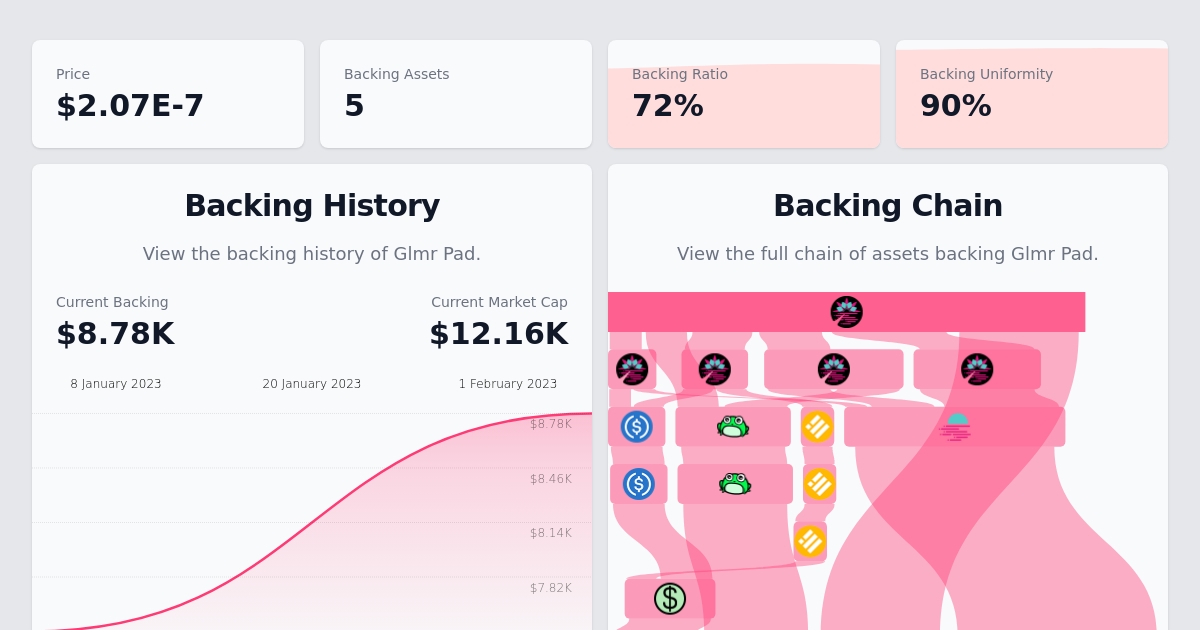 Price
$2.07E-7
Backing Assets
5
Backing Ratio
72%
Backing Uniformity
90%
Backing History
View the backing history of Glmr Pad.
Current Backing
$8.78K
Current Market Cap
$12.16K
8 January 2023
20 January 2023
1 February 2023
$8.78K
$8.46K
$8.14K
$7.82K
Backing Chain
View the full chain of assets backing Glmr Pad.
$
$
$